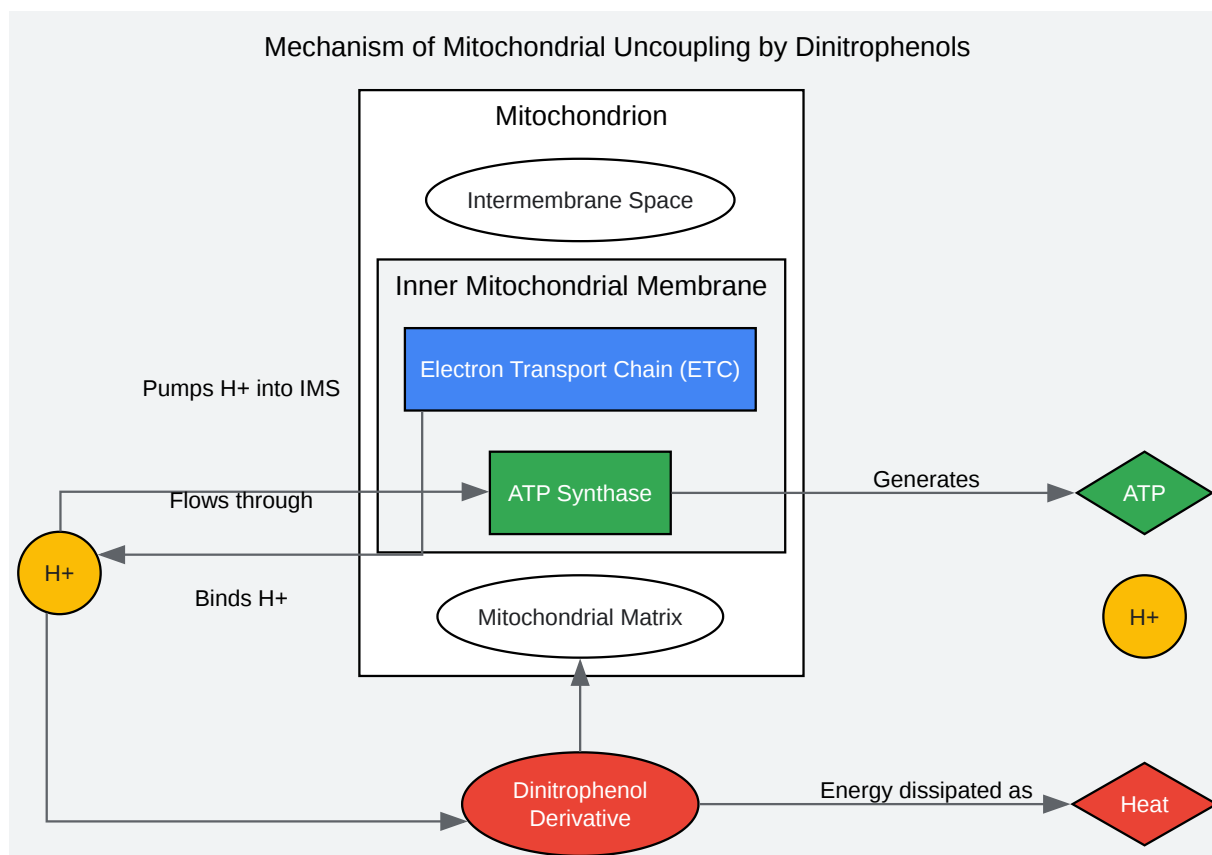 Mechanism of Mitochondrial Uncoupling by Dinitrophenols
Mitochondrion
Intermembrane Space
Inner Mitochondrial Membrane
Electron Transport Chain (ETC)
Pumps H+ into IMS
ATP Synthase
Flows through
Generates
ATP
H+
Binds H+
Mitochondrial Matrix
H+
Dinitrophenol
Derivative
Energy dissipated as
Heat